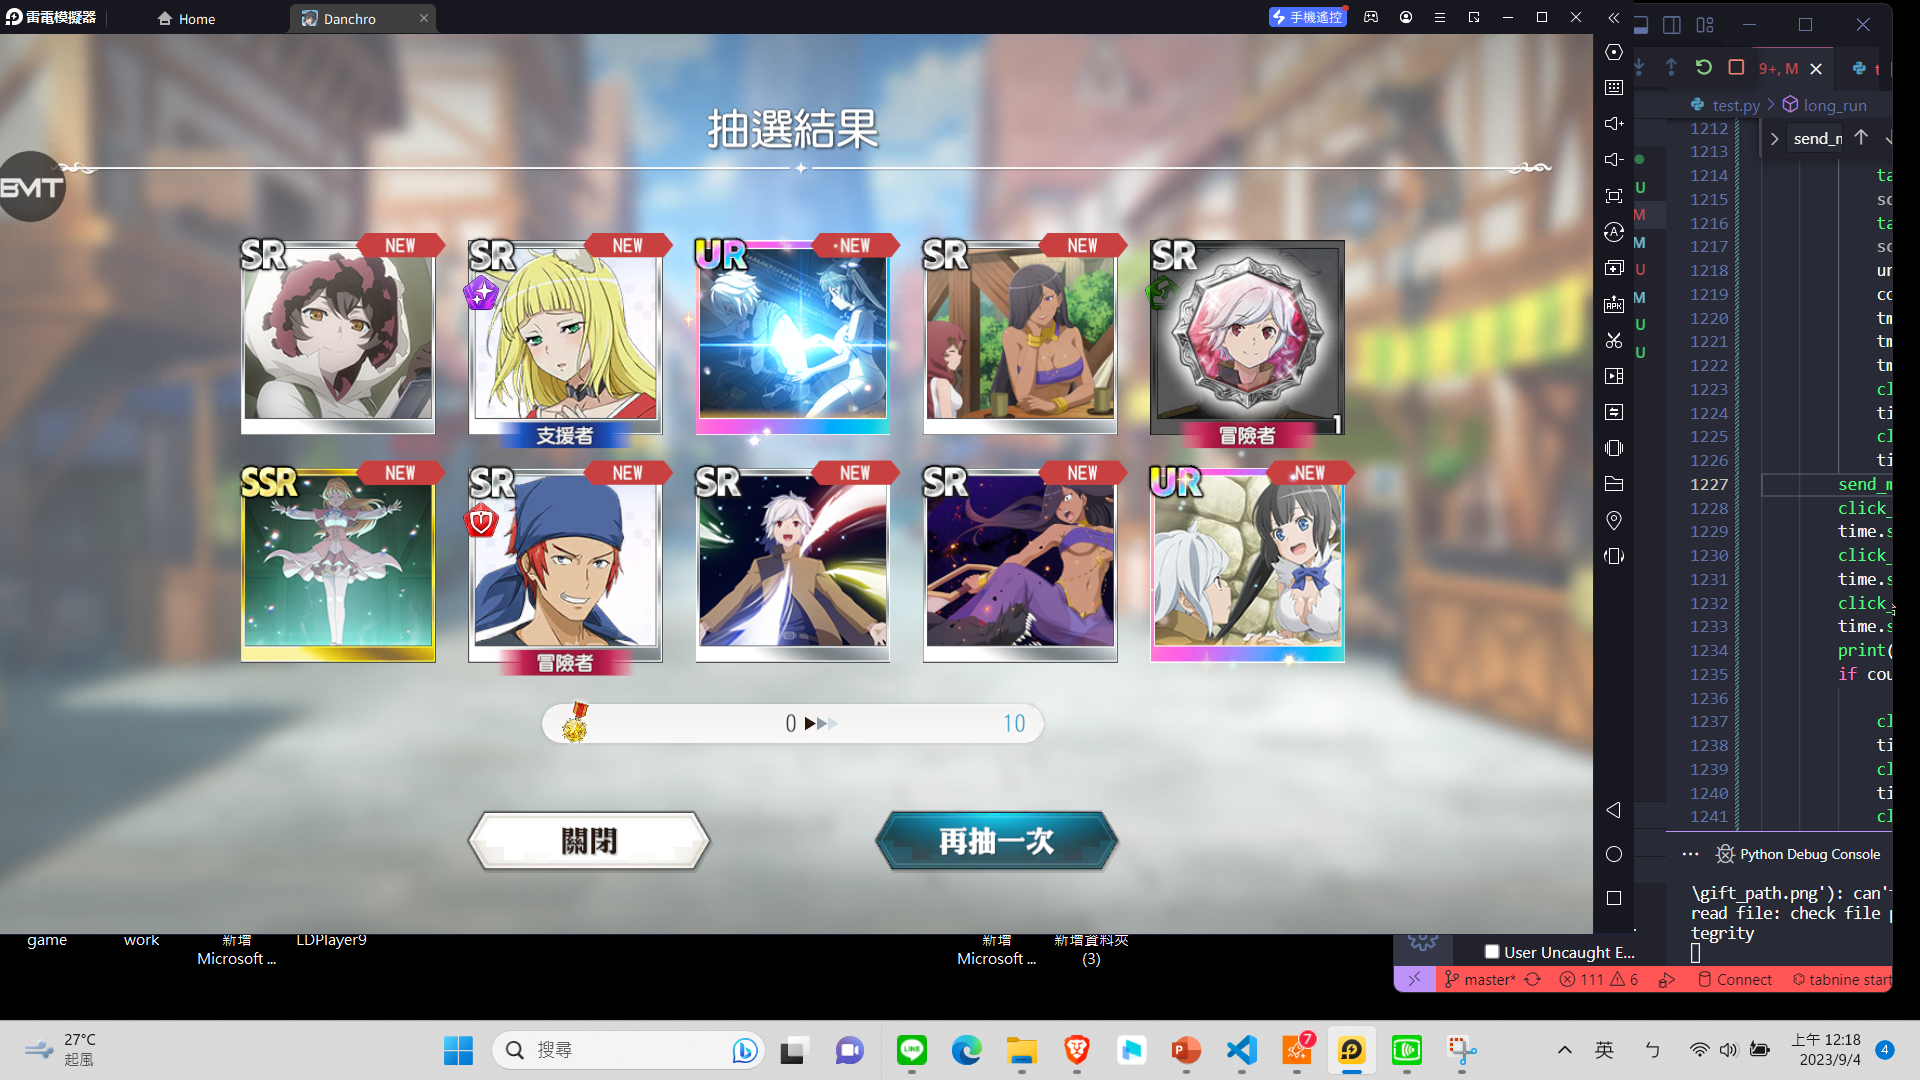 雷電模擬器
Home
Danchro
手機遙控
抽選結果
BMT
SR NEW
SR NEW
支援者
UR NEW
SR NEW
SR
1
冒險者
SSR NEW
SR NEW
冒險者
SR NEW
SR NEW
UR NEW
0
10
關閉
再抽一次
9+, M
test.py
long_run
send_m
1212
1213
1214
1215
1216
1217
1218
1219
1220
1221
1222
1223
1224
1225
1226
1227 send_m
1228 click_
1229 time.s
1230 click_
1231 time.s
1232 click_
1233 time.s
1234 print(
1235 if cou
1236
1237
1238
1239
1240
1241
U
M
M
U
M
U
U
Python Debug Console
\gift_path.png'): can't
read file: check file p
tegrity
User Uncaught E...
master*
111
6
Connect
tabnine start
game
work
新增
Microsoft ...
LDPlayer9
新增
Microsoft ...
新增資料夾
(3)
27°C
起風
搜尋
LINE
7
英
ㄅ
上午 12:18
2023/9/4
4